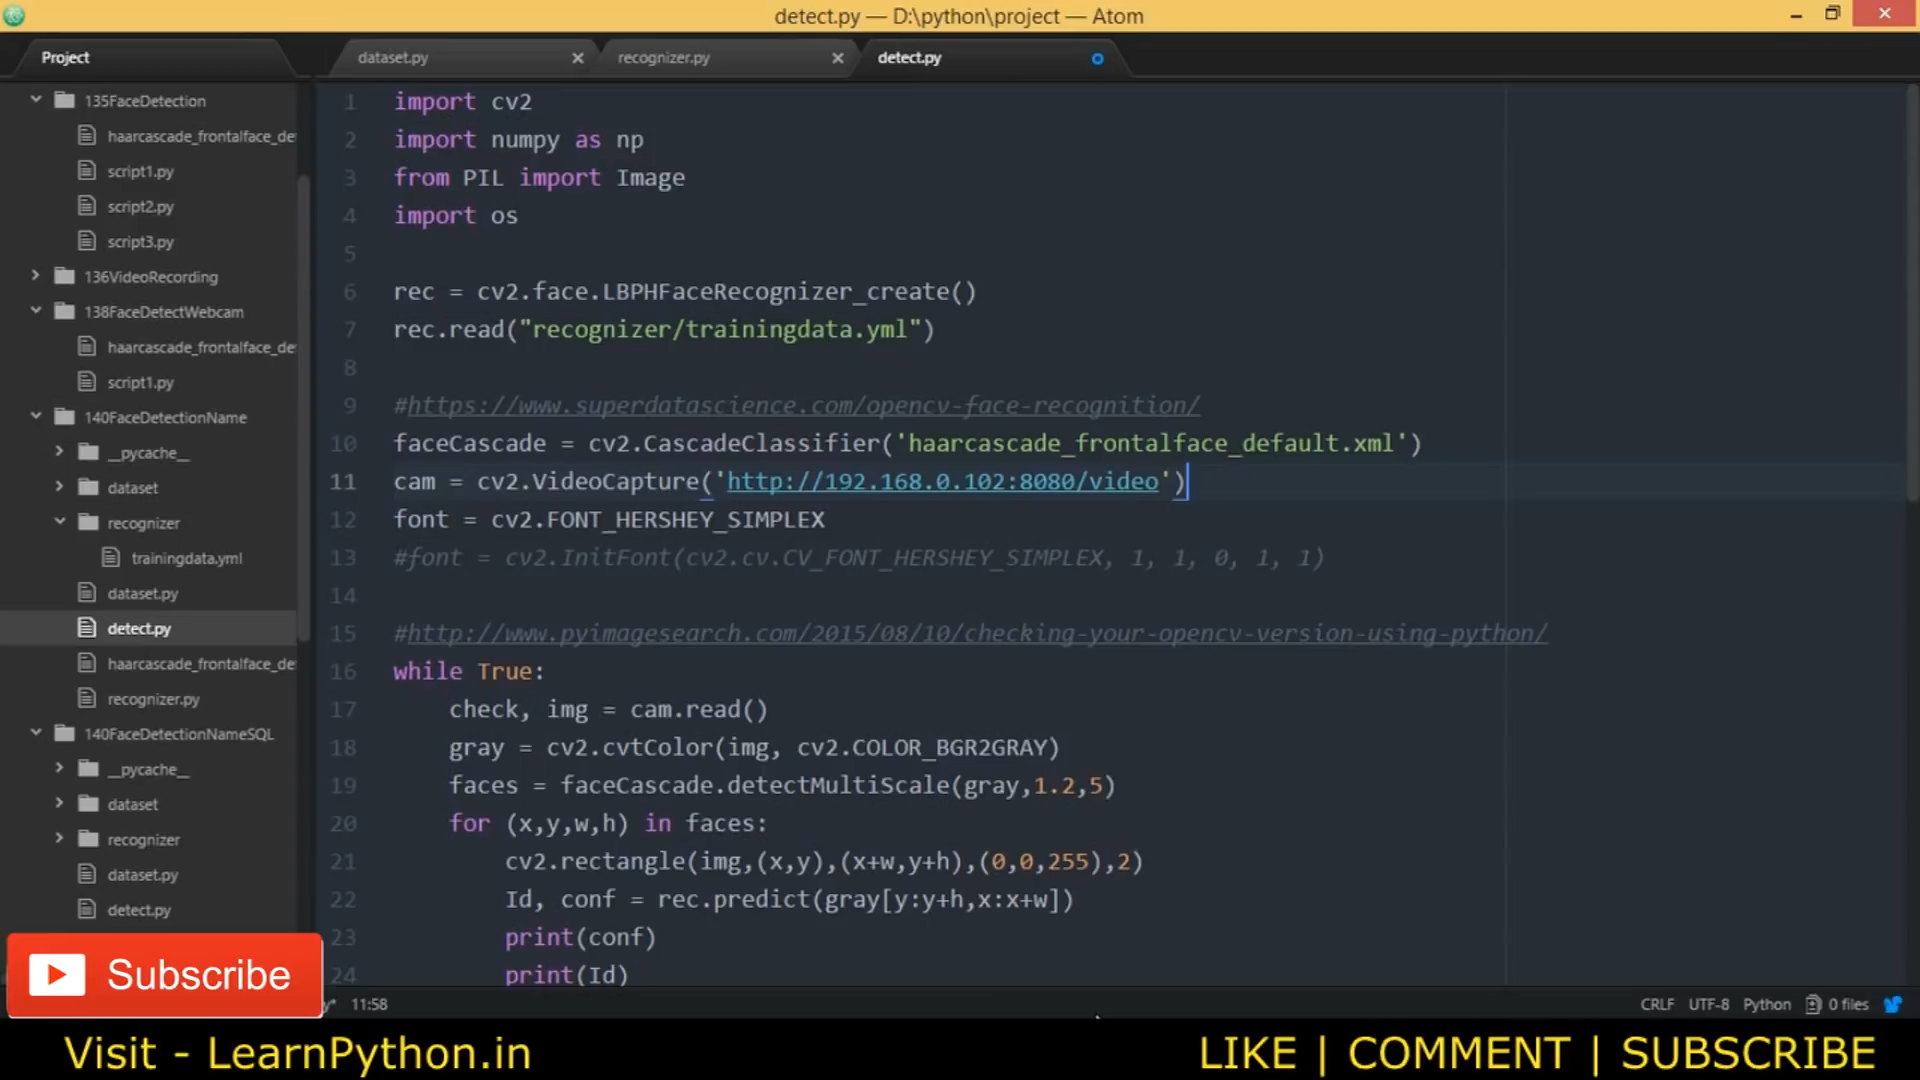 detect.py — D:\python\project — Atom
Project
dataset.py
recognizer.py
detect.py
135FaceDetection
haarcascade_frontalface_de
script1.py
script2.py
script3.py
136VideoRecording
138FaceDetectWebcam
haarcascade_frontalface_de
script1.py
140FaceDetectionName
__pycache__
dataset
recognizer
trainingdata.yml
dataset.py
detect.py
haarcascade_frontalface_de
recognizer.py
140FaceDetectionNameSQL
__pycache__
dataset
recognizer
dataset.py
detect.py
1 import cv2
2 import numpy as np
3 from PIL import Image
4 import os
5
6 rec = cv2.face.LBPHFaceRecognizer_create()
7 rec.read("recognizer/trainingdata.yml")
8
9 #https://www.superdatascience.com/opencv-face-recognition/
10 faceCascade = cv2.CascadeClassifier('haarcascade_frontalface_default.xml')
11 cam = cv2.VideoCapture('http://192.168.0.102:8080/video')
12 font = cv2.FONT_HERSHEY_SIMPLEX
13 #font = cv2.InitFont(cv2.cv.CV_FONT_HERSHEY_SIMPLEX, 1, 1, 0, 1, 1)
14
15 #http://www.pyimagesearch.com/2015/08/10/checking-your-opencv-version-using-python/
16 while True:
17 check, img = cam.read()
18 gray = cv2.cvtColor(img, cv2.COLOR_BGR2GRAY)
19 faces = faceCascade.detectMultiScale(gray,1.2,5)
20 for (x,y,w,h) in faces:
21 cv2.rectangle(img,(x,y),(x+w,y+h),(0,0,255),2)
22 Id, conf = rec.predict(gray[y:y+h,x:x+w])
23 print(conf)
24 print(Id)
Subscribe
y* 11:58
CRLF UTF-8 Python 0 files
Visit - LearnPython.in
LIKE | COMMENT | SUBSCRIBE